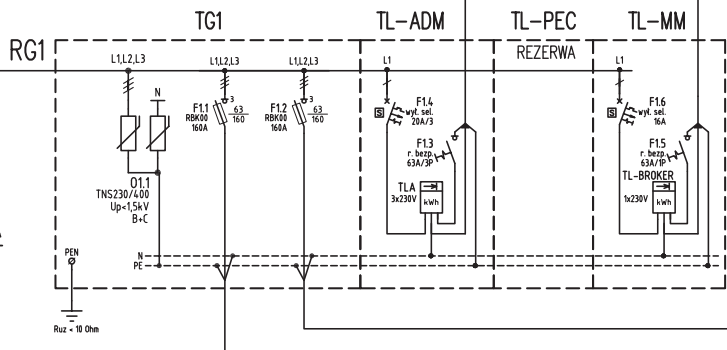 TG1
TL-ADM
TL-PEC
TL-MM
RG1
REZERWA
L1,L2,L3
L1,L2,L3
L1,L2,L3
L1
L1
N
F1.1
RBK00
160A
3
63
160
F1.2
RBK00
160A
3
63
160
S
F1.4
wył. sel.
20A/3
F1.3
r. bezp.
63A/3P
TLA
3x230V
kWh
S
F1.6
wył. sel.
16A
F1.5
r. bezp.
63A/1P
TL-BROKER
1x230V
kWh
01.1
TNS230/400
Up<1,5kV
B+C
PEN
N
PE
Ruz < 10 Ohm